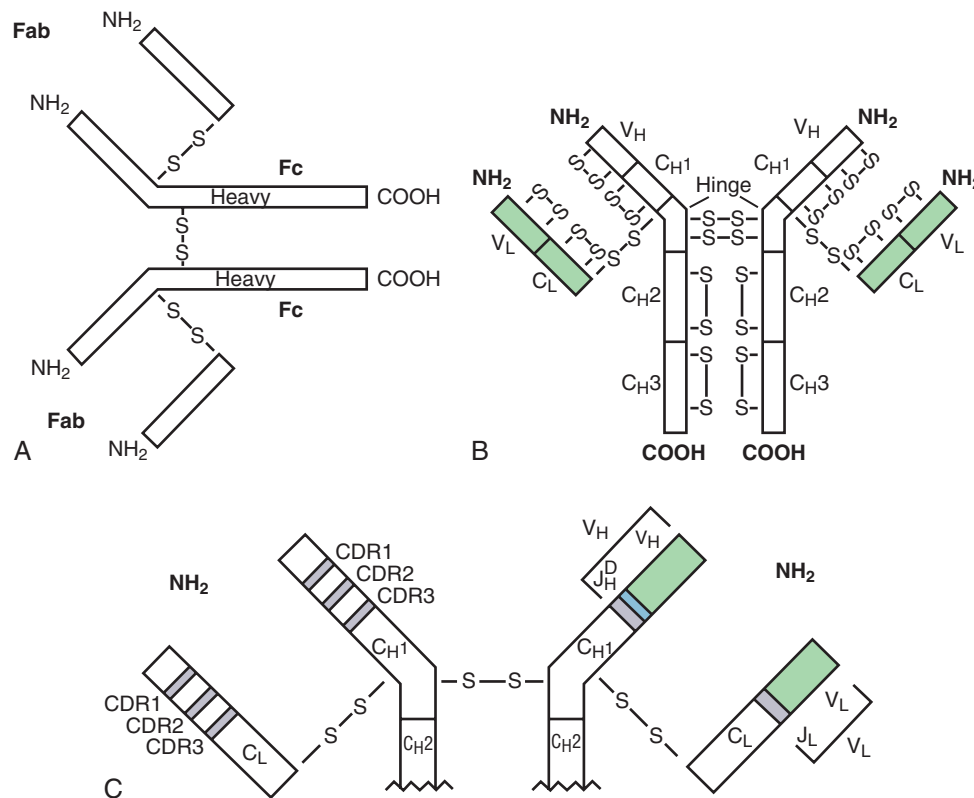 Fab
NH2
NH2
S
S
Fc
Heavy
COOH
S
S
Heavy
COOH
Fc
S
S
NH2
Fab
NH2
A
NH2
VH
CH1
Hinge
VH
CH1
NH2
NH2
S-S
S-S
S-S
S-S
VL
CL
S
S
S-S
S-S
S-S
S-S
S-S
S-S
S
S
NH2
VL
CL
CH2
S
S
S
S
CH2
CH3
S
S
S
S
CH3
COOH
COOH
B
NH2
CDR1
CDR2
CDR3
CH1
VH
VH
D
JH
CH1
NH2
CDR1
CDR2
CDR3
CL
S
S
S
S
S
S
CH2
CH2
CL
VL
JL
VL
C